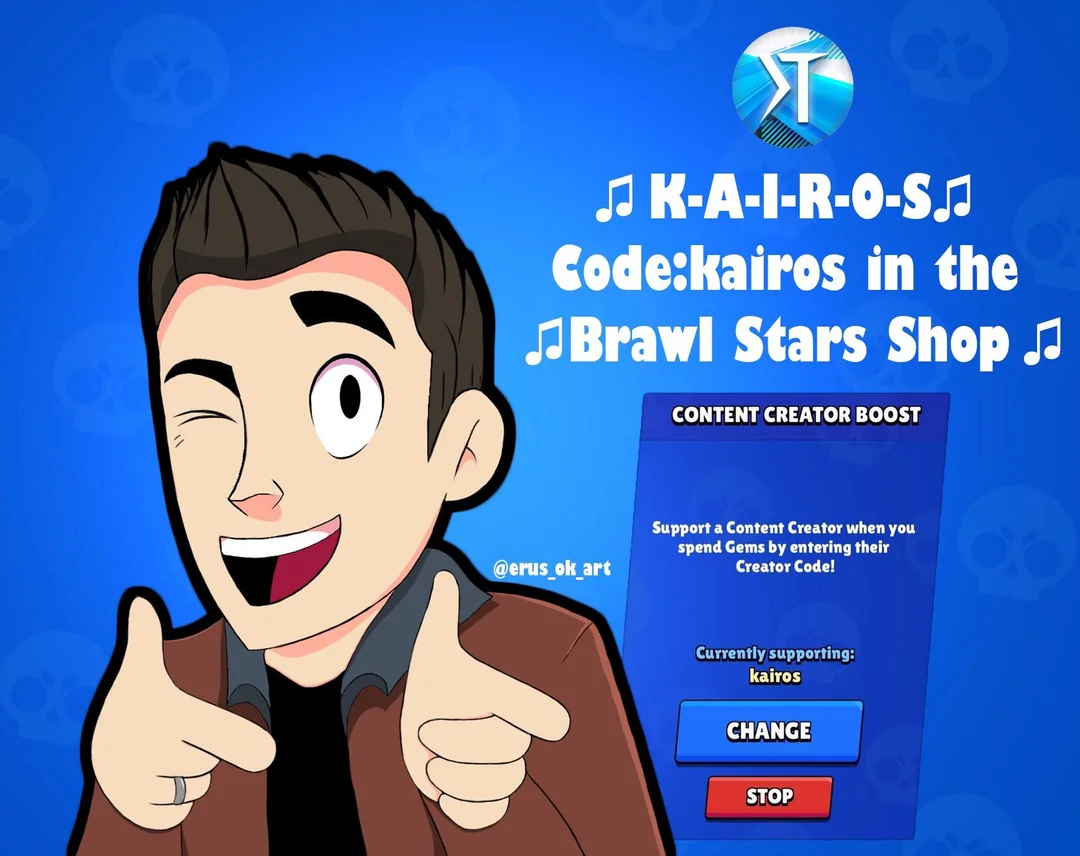 ♫ K-A-I-R-O-S♫
Code:kairos in the
♫Brawl Stars Shop ♫
CONTENT CREATOR BOOST
Support a Content Creator when you
spend Gems by entering their
Creator Code!
@erus_ok_art
Currently supporting:
kairos
CHANGE
STOP